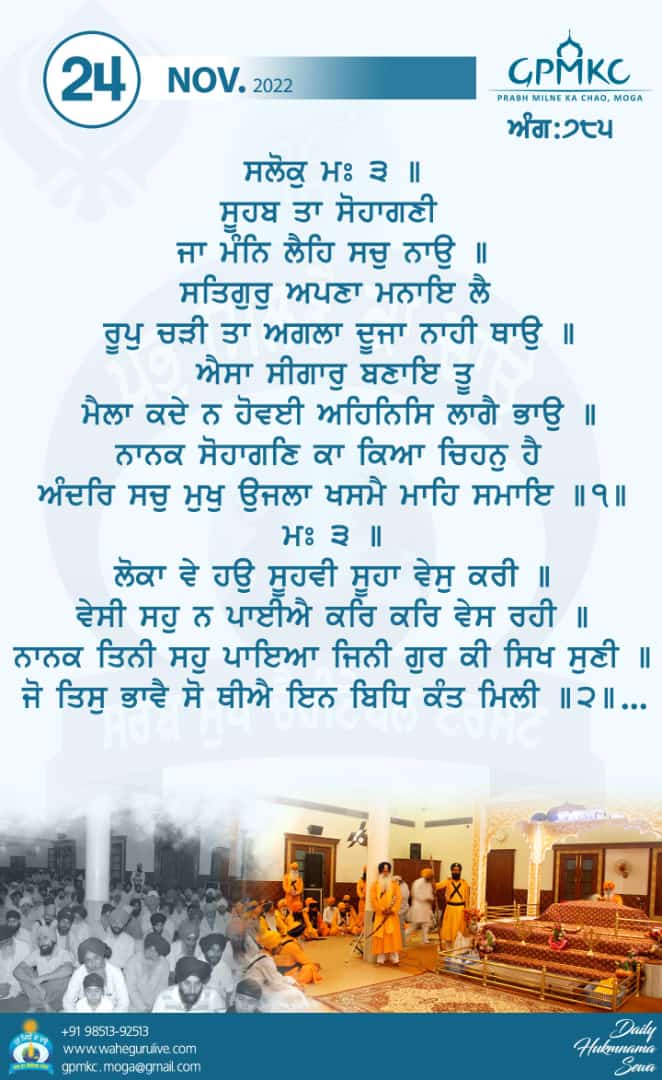 24 NOV. 2022
GPMKC
PRABH MILNE KA CHAO, MOGA
ਅੰਗ:੭੮੫
ਸਲੋਕੁ ਮਃ ੩ ॥
ਸੂਹਬ ਤਾ ਸੋਹਾਗਣੀ
ਜਾ ਮੰਨਿ ਲੈਹਿ ਸਚੁ ਨਾਉ ॥
ਸਤਿਗੁਰੁ ਅਪਣਾ ਮਨਾਇ ਲੈ
ਰੂਪੁ ਚੜੀ ਤਾ ਅਗਲਾ ਦੂਜਾ ਨਾਹੀ ਥਾਉ ॥
ਐਸਾ ਸੀਗਾਰੁ ਬਣਾਇ ਤੂ
ਮੈਲਾ ਕਦੇ ਨ ਹੋਵਈ ਅਹਿਨਿਸਿ ਲਾਗੈ ਭਾਉ ॥
ਨਾਨਕ ਸੋਹਾਗਣਿ ਕਾ ਕਿਆ ਚਿਹਨੁ ਹੈ
ਅੰਦਰਿ ਸਚੁ ਮੁਖੁ ਉਜਲਾ ਖਸਮੈ ਮਾਹਿ ਸਮਾਇ ॥੧॥
ਮਃ ੩ ॥
ਲੋਕਾ ਵੇ ਹਉ ਸੂਹਵੀ ਸੂਹਾ ਵੇਸੁ ਕਰੀ ॥
ਵੇਸੀ ਸਹੁ ਨ ਪਾਈਐ ਕਰਿ ਕਰਿ ਵੇਸ ਰਹੀ ॥
ਨਾਨਕ ਤਿਨੀ ਸਹੁ ਪਾਇਆ ਜਿਨੀ ਗੁਰ ਕੀ ਸਿਖ ਸੁਣੀ ॥
ਜੋ ਤਿਸੁ ਭਾਵੈ ਸੋ ਥੀਐ ਇਨ ਬਿਧਿ ਕੰਤ ਮਿਲੀ ॥੨॥...
+91 98513-92513
www.wahegurulive.com
gpmkc.moga@gmail.com
Daily
Hukmnama
Sewa